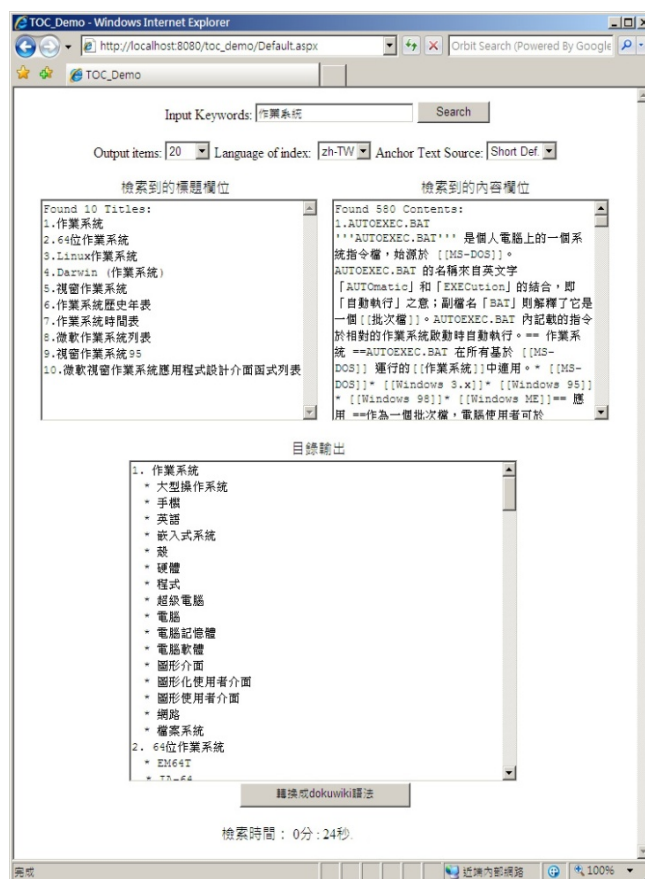 TOC_Demo - Windows Internet Explorer
http://localhost:8080/toc_demo/Default.aspx
Orbit Search (Powered By Google
TOC_Demo
Input Keywords: 作業系統 Search
Output items: 20 Language of index: zh-TW Anchor Text Source: Short Def.
檢索到的標題欄位
Found 10 Titles:
1.作業系統
2.64位作業系統
3.Linux作業系統
4.Darwin (作業系統)
5.視窗作業系統
6.作業系統歷史年表
7.作業系統時間表
8.微軟作業系統列表
9.視窗作業系統95
10.微軟視窗作業系統應用程式設計介面函式列表
檢索到的內容欄位
Found 580 Contents:
1.AUTOEXEC.BAT
'''AUTOEXEC.BAT''' 是個人電腦上的一個系
統指令檔，始源於 [[MS-DOS]]。
AUTOEXEC.BAT 的名稱來自英文字
「AUTOmatic」和「EXECution」的結合，即
「自動執行」之意；副檔名「BAT」則解釋了它是
一個[[批次檔]]。AUTOEXEC.BAT 內記載的指令
於相對的作業系統啟動時自動執行。== 作業系
統 ==AUTOEXEC.BAT 在所有基於 [[MS-
DOS]] 運行的[[作業系統]]中連用。* [[MS-
DOS]]* [[Windows 3.x]]* [[Windows 95]]
* [[Windows 98]]* [[Windows ME]]== 應
用 ==作為一個批次檔，電腦使用者可於
目錄輸出
1. 作業系統
* 大型操作系統
* 手機
* 英語
* 嵌入式系統
* 殼
* 硬體
* 程式
* 超級電腦
* 電腦
* 電腦記憶體
* 電腦軟體
* 圖形介面
* 圖形化使用者介面
* 圖形使用者介面
* 網路
* 檔案系統
2. 64位作業系統
* EM64T
* IA-64
轉換成dokuwiki語法
檢索時間： 0分 : 24秒.
完成
近端內部網路
100%